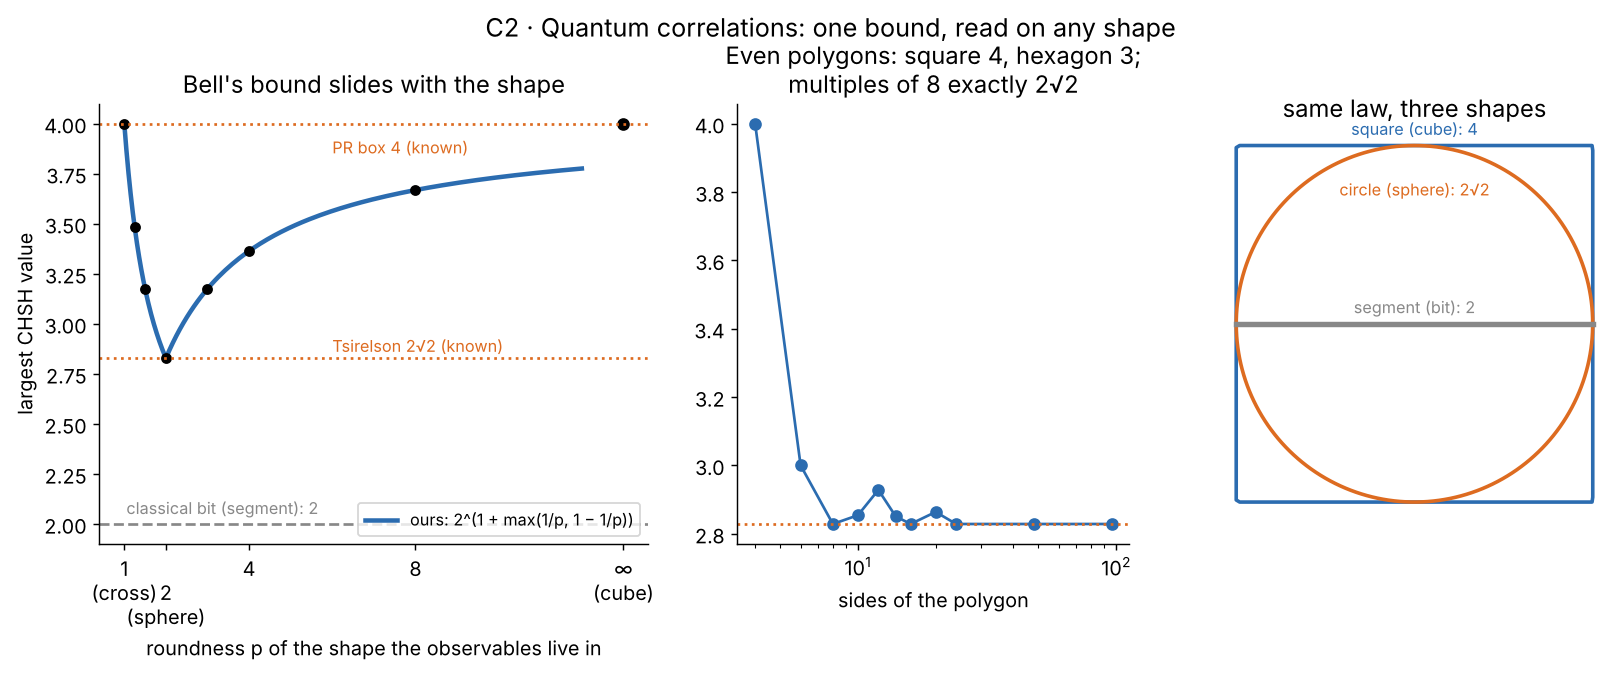 C2 · Quantum correlations: one bound, read on any shape
Bell's bound slides with the shape
largest CHSH value
4.00
3.75
3.50
3.25
3.00
2.75
2.50
2.25
2.00
PR box 4 (known)
Tsirelson 2√2 (known)
classical bit (segment): 2
ours: 2^(1 + max(1/p, 1 − 1/p))
1
(cross)
2
(sphere)
4
8
∞
(cube)
roundness p of the shape the observables live in
Even polygons: square 4, hexagon 3;
multiples of 8 exactly 2√2
4.0
3.8
3.6
3.4
3.2
3.0
2.8
10¹
10²
sides of the polygon
same law, three shapes
square (cube): 4
circle (sphere): 2√2
segment (bit): 2